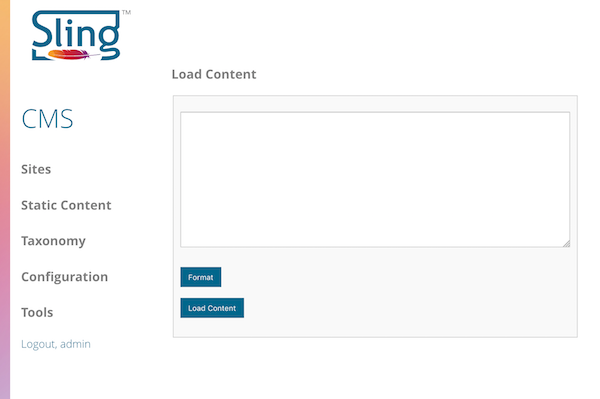 Sling™
Load Content
CMS
Sites
Static Content
Taxonomy
Configuration
Tools
Logout, admin
Format
Load Content